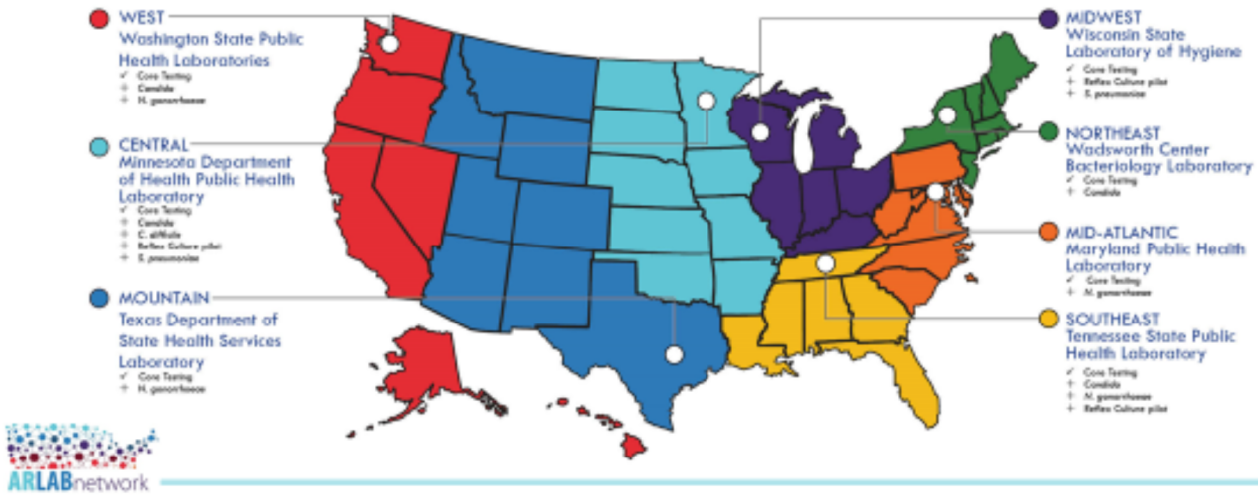 WEST
Washington State Public
Health Laboratories
✓ Core Testing
+ Candida
+ N. gonorrhoeae
CENTRAL
Minnesota Department
of Health Public Health
Laboratory
✓ Core Testing
+ Candida
+ C. difficile
+ Reflex Culture pilot
+ S. pneumoniae
MOUNTAIN
Texas Department of
State Health Services
Laboratory
✓ Core Testing
+ N. gonorrhoeae
MIDWEST
Wisconsin State
Laboratory of Hygiene
✓ Core Testing
+ Reflex Culture pilot
+ S. pneumoniae
NORTHEAST
Wadsworth Center
Bacteriology Laboratory
✓ Core Testing
+ Candida
MID-ATLANTIC
Maryland Public Health
Laboratory
✓ Core Testing
+ N. gonorrhoeae
SOUTHEAST
Tennessee State Public
Health Laboratory
✓ Core Testing
+ Candida
+ N. gonorrhoeae
+ Reflex Culture pilot
ARLABnetwork